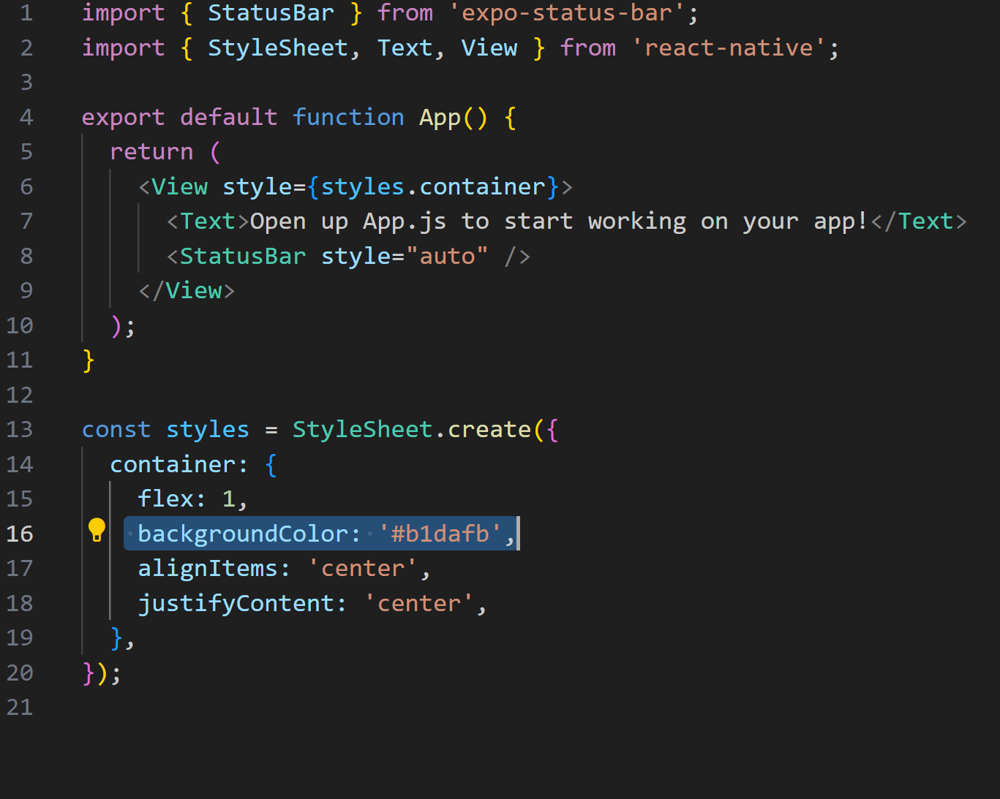 1 import { StatusBar } from 'expo-status-bar';
2 import { StyleSheet, Text, View } from 'react-native';
3
4 export default function App() {
5   return (
6     <View style={styles.container}>
7       <Text>Open up App.js to start working on your app!</Text>
8       <StatusBar style="auto" />
9     </View>
10   );
11 }
12
13 const styles = StyleSheet.create({
14   container: {
15     flex: 1,
16     backgroundColor: '#b1dafb',
17     alignItems: 'center',
18     justifyContent: 'center',
19   },
20 });
21